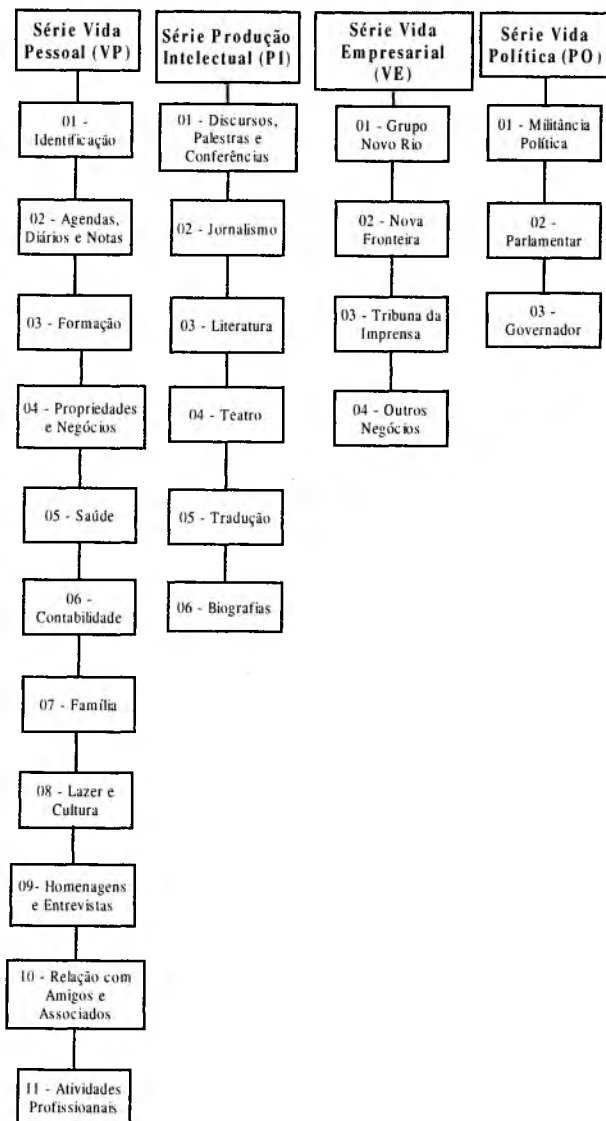 Série Vida
Pessoal (VP)
01 -
Identificação
02 - Agendas,
Diários e Notas
03 - Formação
04 - Propriedades
e Negócios
05 - Saúde
06 -
Contabilidade
07 - Família
08 - Lazer e
Cultura
09- Homenagens
e Entrevistas
10 - Relação com
Amigos e
Associados
11 - Atividades
Profissioanais
Série Produção
Intelectual (PI)
01 - Discursos,
Palestras e
Conferências
02 - Jornalismo
03 - Literatura
04 - Teatro
05 - Tradução
06 - Biografias
Série Vida
Empresarial
(VE)
01 - Grupo
Novo Rio
02 - Nova
Fronteira
03 - Tribuna da
Imprensa
04 - Outros
Negócios
Série Vida
Política (PO)
01 - Militância
Política
02 -
Parlamentar
03 -
Governador